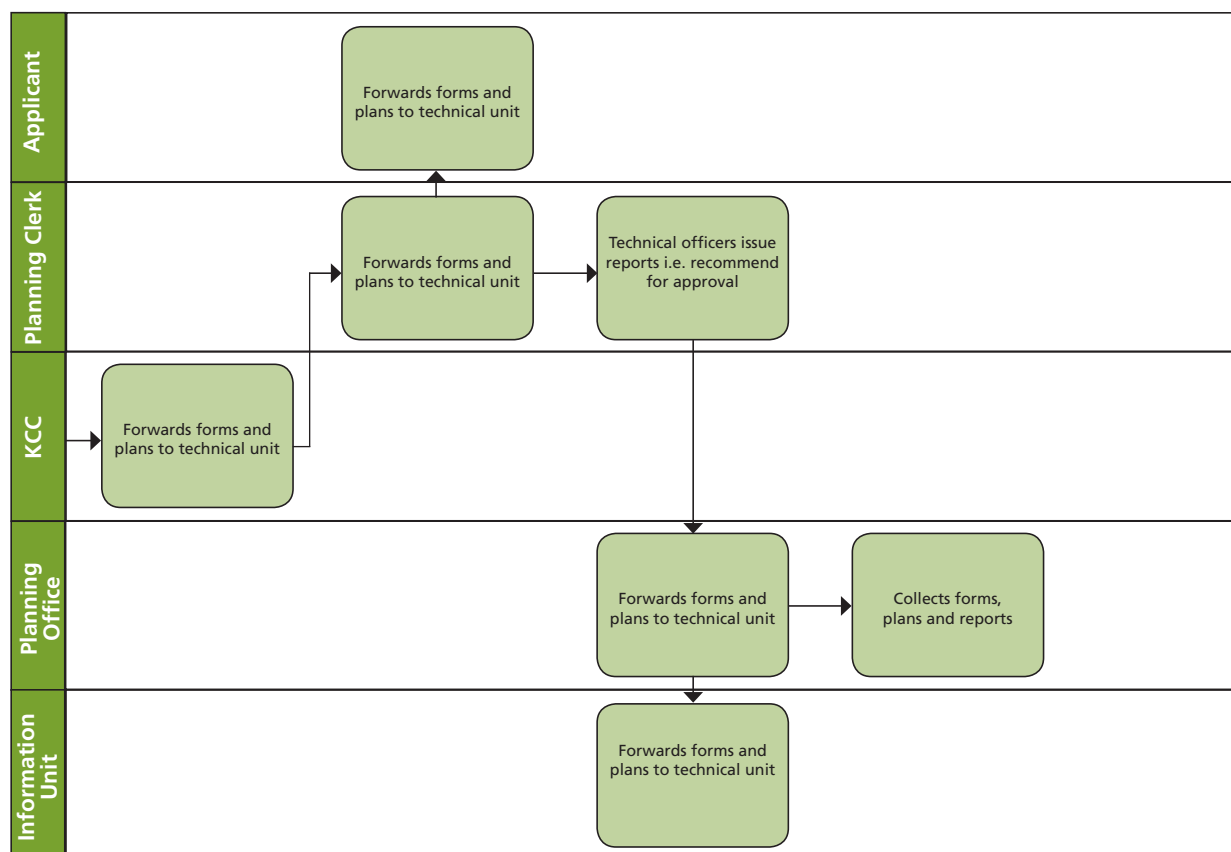 Applicant
Forwards forms and
plans to technical unit
Planning Clerk
Forwards forms and
plans to technical unit
Technical officers issue
reports i.e. recommend
for approval
KCC
Forwards forms and
plans to technical unit
Planning
Office
Forwards forms and
plans to technical unit
Collects forms,
plans and reports
Information
Unit
Forwards forms and
plans to technical unit